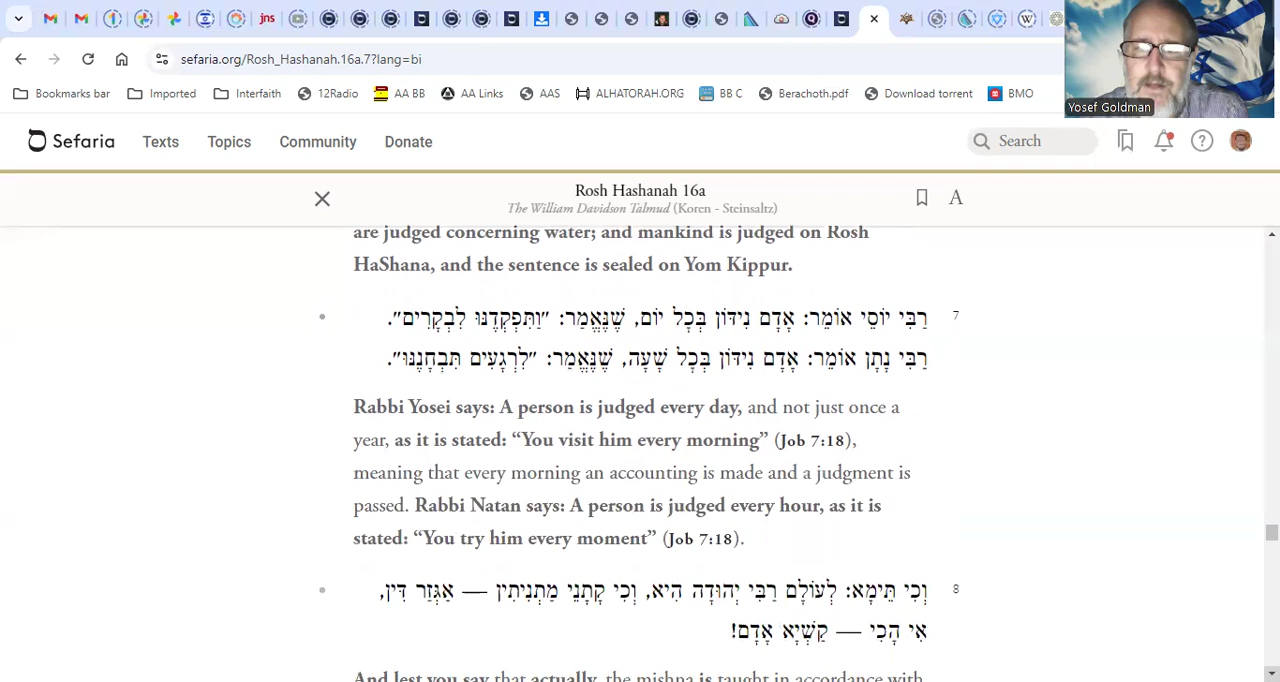 jns
sefaria.org/Rosh_Hashanah.16a.7?lang=bi
Bookmarks bar
Imported
Interfaith
12Radio
AA BB
AA Links
AAS
ALHATORAH.ORG
BB C
Berachoth.pdf
Download torrent
BMO
Yosef Goldman
Sefaria
Texts
Topics
Community
Donate
Search
Rosh Hashanah 16a
The William Davidson Talmud (Koren - Steinsaltz)
A
are judged concerning water; and mankind is judged on Rosh
HaShana, and the sentence is sealed on Yom Kippur.
7
רַבִּי יוֹסֵי אוֹמֵר: אָדָם נִידּוֹן בְּכָל יוֹם, שֶׁנֶּאֱמַר: ״וַתִּפְקְדֶנּוּ לִבְקָרִים״.
רַבִּי נָתָן אוֹמֵר: אָדָם נִידּוֹן בְּכָל שָׁעָה, שֶׁנֶּאֱמַר: ״לִרְגָעִים תִּבְחָנֶנּוּ״.
Rabbi Yosei says: A person is judged every day, and not just once a
year, as it is stated: “You visit him every morning” (Job 7:18),
meaning that every morning an accounting is made and a judgment is
passed. Rabbi Natan says: A person is judged every hour, as it is
stated: “You try him every moment” (Job 7:18).
8
וְכִי תֵּימָא: לְעוֹלָם רַבִּי יְהוּדָה הִיא, וְכִי קָתָנֵי מַתְנִיתִין — אַגְּזַר דִּין,
אִי הָכִי — קַשְׁיָא אָדָם!
And lest you say that actually, the mishna is taught in accordance with